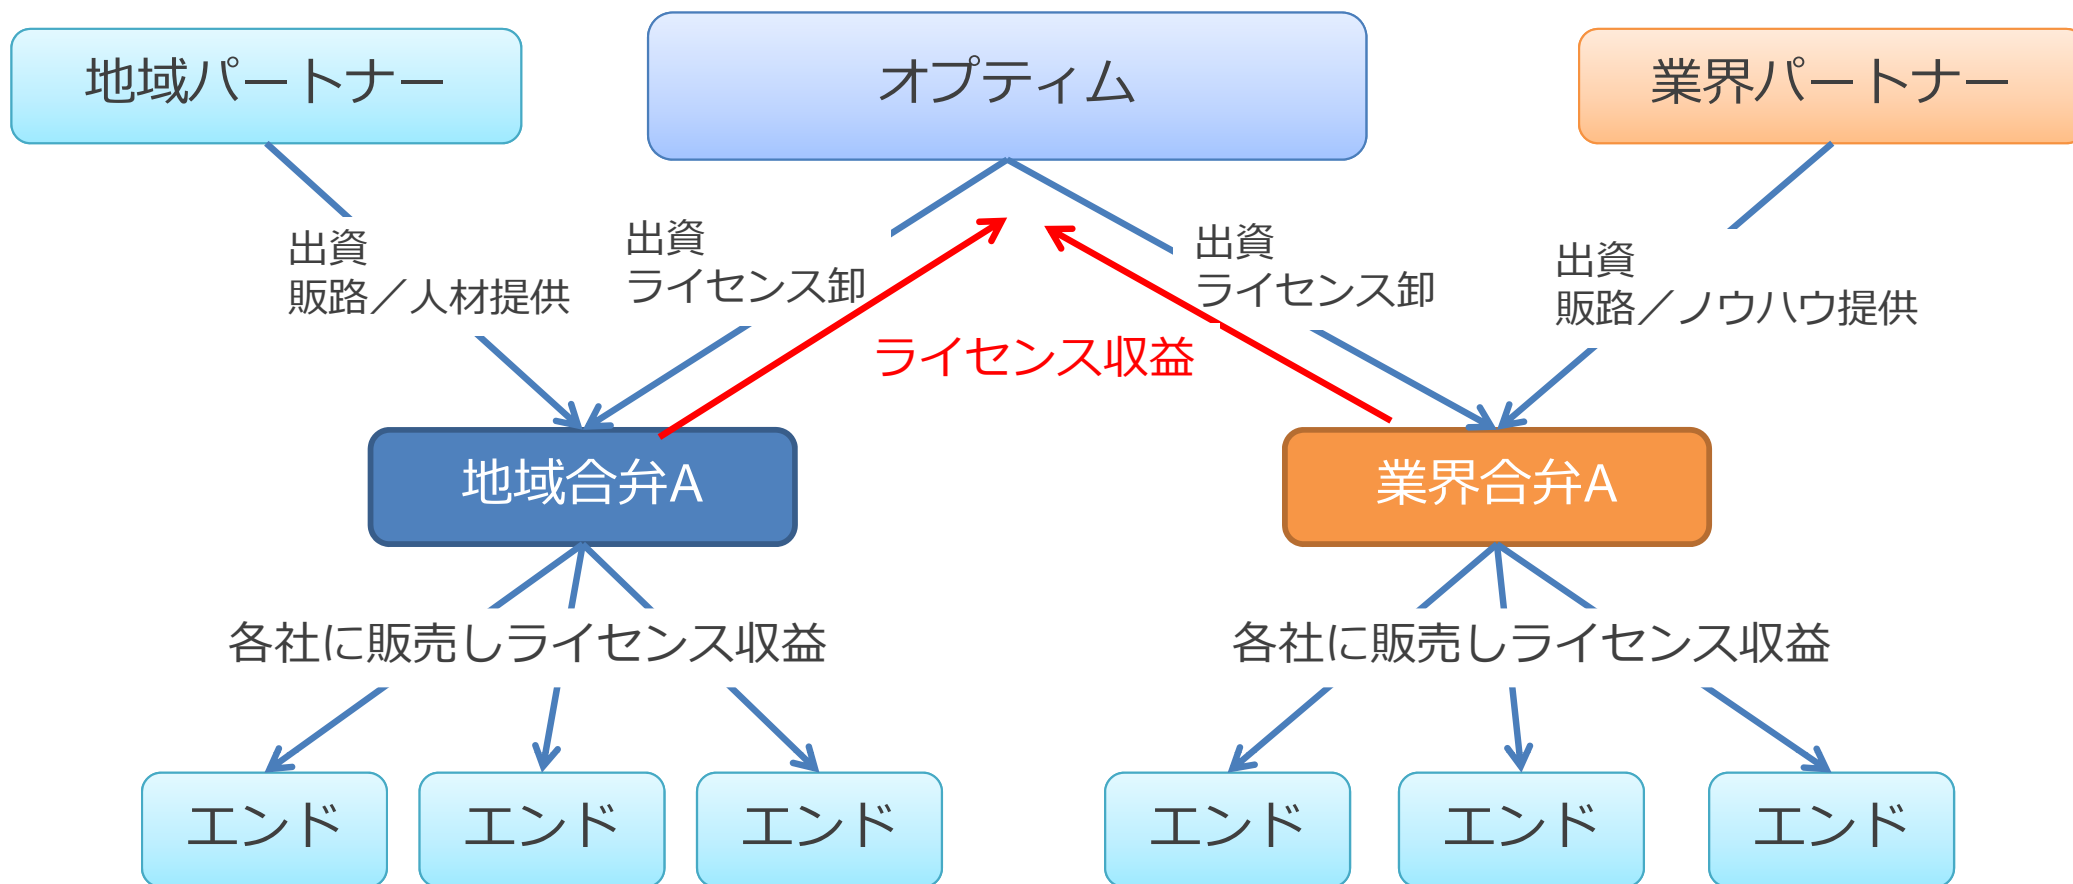 地域パートナー
オプティム
業界パートナー
出資
販路／人材提供
出資
ライセンス卸
出資
ライセンス卸
出資
販路／ノウハウ提供
ライセンス収益
地域合弁A
業界合弁A
各社に販売しライセンス収益
各社に販売しライセンス収益
エンド
エンド
エンド
エンド
エンド
エンド